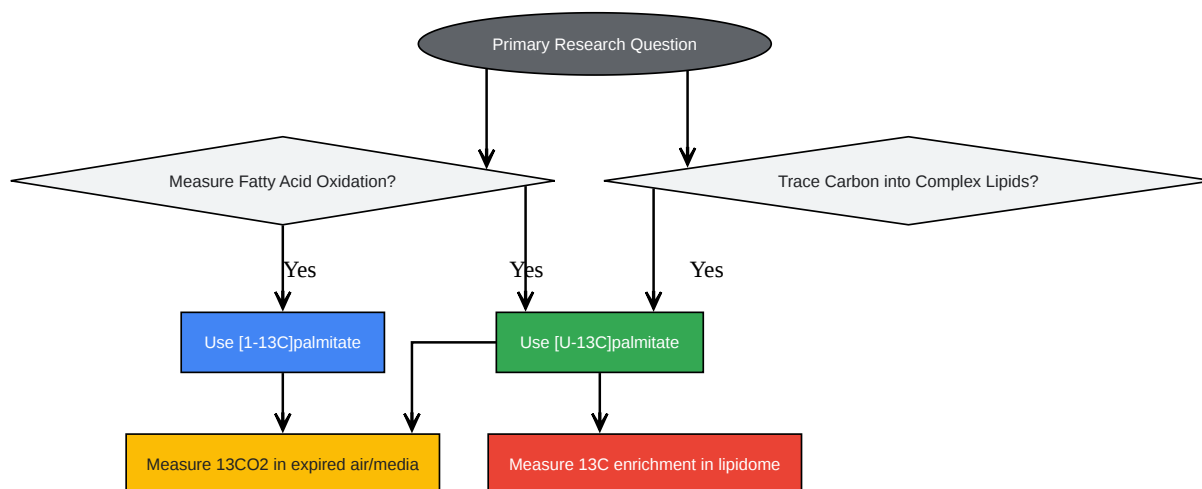 Primary Research Question
Measure Fatty Acid Oxidation?
Trace Carbon into Complex Lipids?
Yes
Yes
Yes
Use [1-13C]palmitate
Use [U-13C]palmitate
Measure 13CO2 in expired air/media
Measure 13C enrichment in lipidome